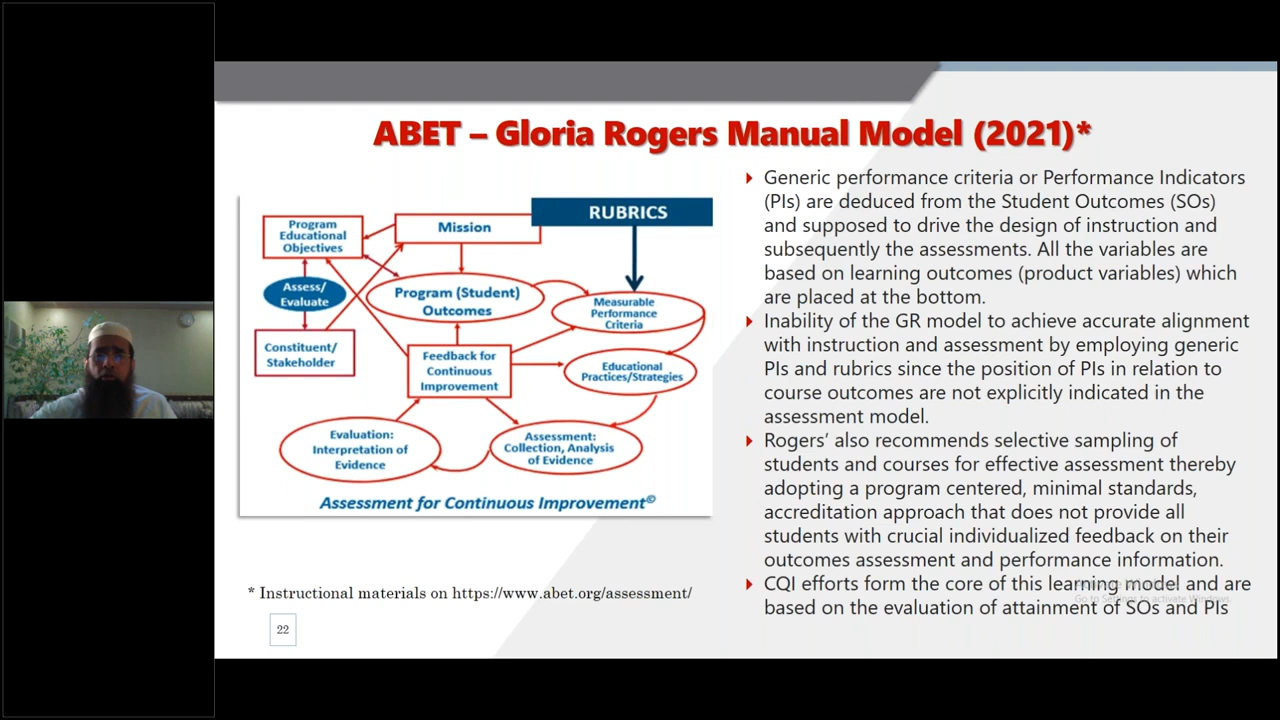 ABET – Gloria Rogers Manual Model (2021)*
RUBRICS
Program
Educational
Objectives
Mission
Assess/
Evaluate
Program (Student)
Outcomes
Measurable
Performance
Criteria
Constituent/
Stakeholder
Feedback for
Continuous
Improvement
Educational
Practices/Strategies
Evaluation:
Interpretation of
Evidence
Assessment:
Collection, Analysis
of Evidence
Assessment for Continuous Improvement©
* Instructional materials on https://www.abet.org/assessment/
22
Generic performance criteria or Performance Indicators
(PIs) are deduced from the Student Outcomes (SOs)
and supposed to drive the design of instruction and
subsequently the assessments. All the variables are
based on learning outcomes (product variables) which
are placed at the bottom.
Inability of the GR model to achieve accurate alignment
with instruction and assessment by employing generic
PIs and rubrics since the position of PIs in relation to
course outcomes are not explicitly indicated in the
assessment model.
Rogers’ also recommends selective sampling of
students and courses for effective assessment thereby
adopting a program centered, minimal standards,
accreditation approach that does not provide all
students with crucial individualized feedback on their
outcomes assessment and performance information.
CQI efforts form the core of this learning model and are
based on the evaluation of attainment of SOs and PIs
Activate Windows
Go to Settings to activate Windows.